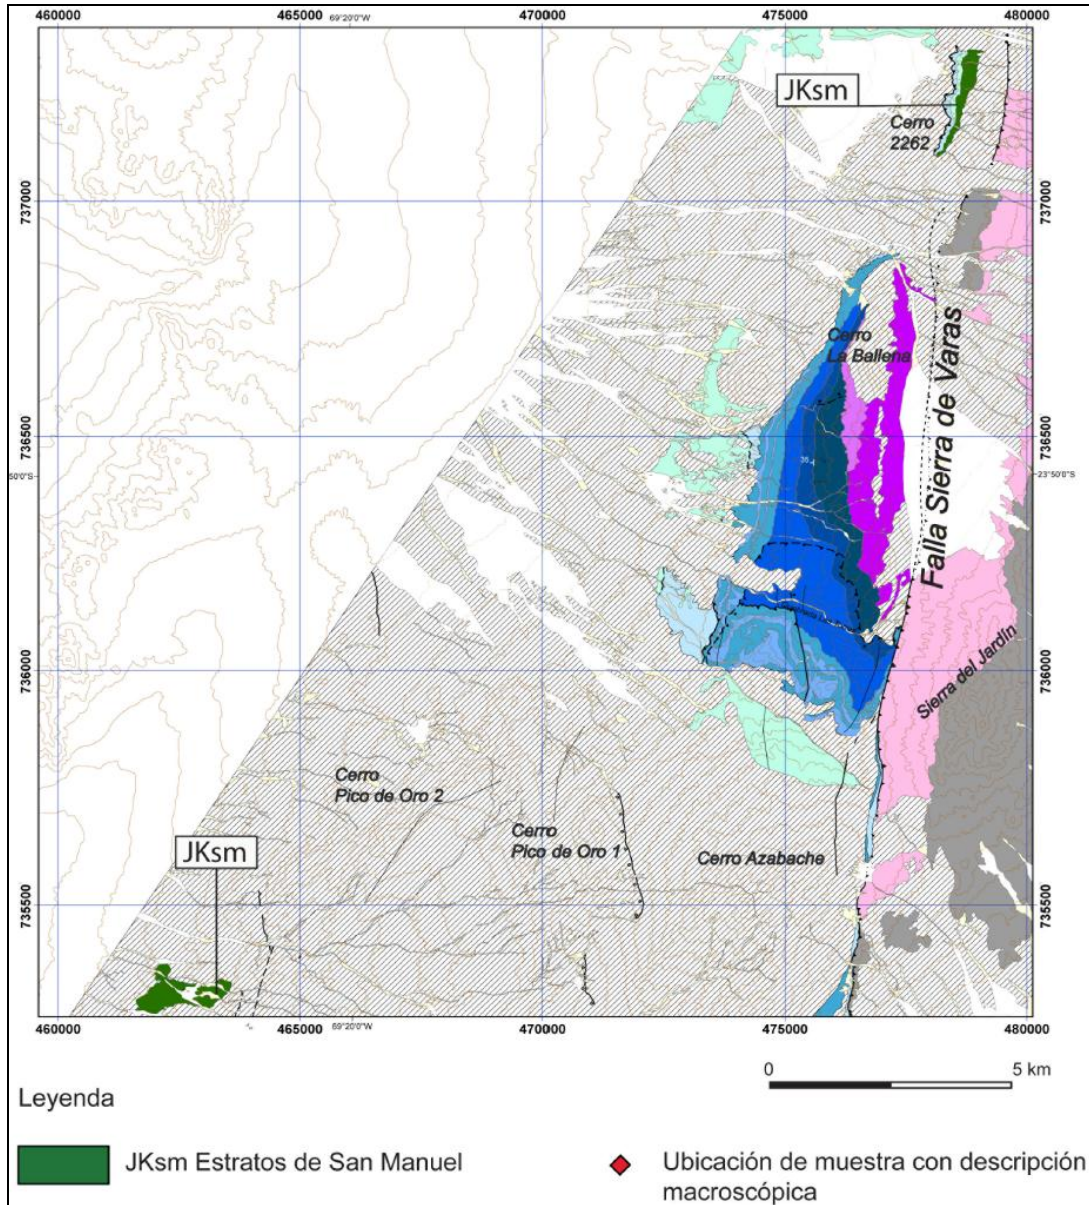 460000
465000
69°20'0"W
470000
475000
480000
JKsm
Cerro
2262
737000
737000
Cerro
La Ballena
Falla Sierra de Varas
736500
736500
50'0"S
23°50'0"S
35
Sierra del Jardín
736000
736000
Cerro
Pico de Oro 2
Cerro
Pico de Oro 1
Cerro Azabache
JKsm
735500
735500
460000
465000
69°20'0"W
470000
475000
480000
0
5 km
Leyenda
JKsm Estratos de San Manuel
Ubicación de muestra con descripción
macroscópica